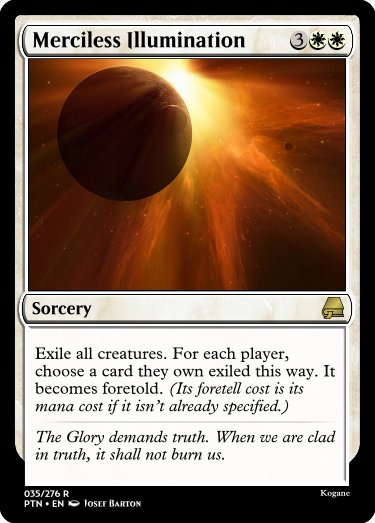 Merciless Illumination 3
Sorcery
Exile all creatures. For each player,
choose a card they own exiled this way. It
becomes foretold. (Its foretell cost is its
mana cost if it isn't already specified.)
The Glory demands truth. When we are clad
in truth, it shall not burn us.
035/276 R
Kogane
PTN • EN Josef Barton